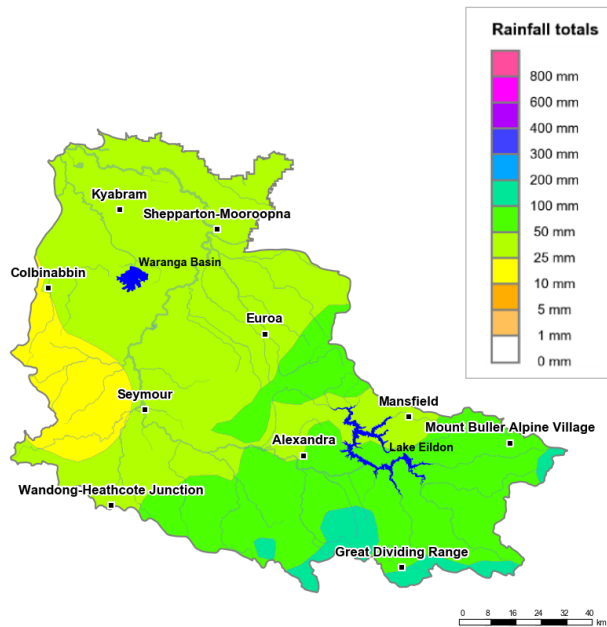 Rainfall totals
800 mm
600 mm
400 mm
300 mm
200 mm
100 mm
50 mm
25 mm
10 mm
5 mm
1 mm
0 mm
Kyabram
Shepparton-Mooroopna
Waranga Basin
Colbinabbin
Euroa
Seymour
Mansfield
Mount Buller Alpine Village
Alexandra
Lake Eildon
Wandong-Heathcote Junction
Great Dividing Range
0 8 16 24 32 40
km